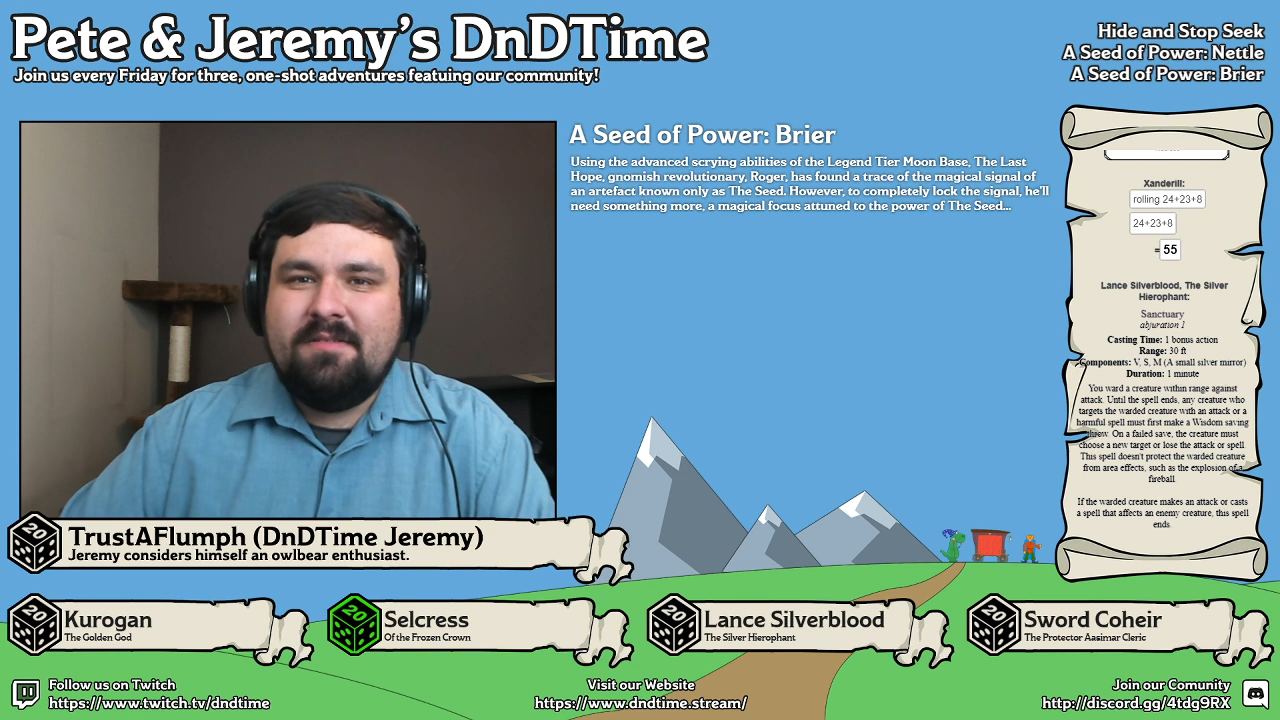 Pete & Jeremy's DnDTime
Join us every Friday for three, one-shot adventures featuing our community!
Hide and Stop Seek
A Seed of Power: Nettle
A Seed of Power: Brier
A Seed of Power: Brier
Using the advanced scrying abilities of the Legend Tier Moon Base, The Last
Hope, gnomish revolutionary, Roger, has found a trace of the magical signal of
an artefact known only as The Seed. However, to completely lock the signal, he'll
need something more, a magical focus attuned to the power of The Seed...
Xanderill:
rolling 24+23+8
24+23+8
=55
Lance Silverblood, The Silver
Hierophant:
Sanctuary
abjuration 1
Casting Time: 1 bonus action
Range: 30 ft
Components: V, S, M (A small silver mirror)
Duration: 1 minute
You ward a creature within range against
attack. Until the spell ends, any creature who
targets the warded creature with an attack or a
harmful spell must first make a Wisdom saving
throw. On a failed save, the creature must
choose a new target or lose the attack or spell.
This spell doesn't protect the warded creature
from area effects, such as the explosion of a
fireball.
If the warded creature makes an attack or casts
a spell that affects an enemy creature, this spell
ends.
20
TrustAFlumph (DnDTime Jeremy)
Jeremy considers himself an owlbear enthusiast.
20
Kurogan
The Golden God
20
Selcress
Of the Frozen Crown
20
Lance Silverblood
The Silver Hierophant
20
Sword Coheir
The Protector Aasimar Cleric
Follow us on Twitch
https://www.twitch.tv/dndtime
Visit our Website
https://www.dndtime.stream/
Join our Comunity
http://discord.gg/4tdg9RX